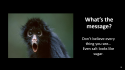 What's the
message?
Don't believe every
thing you see...
Even salt looks like
sugar.